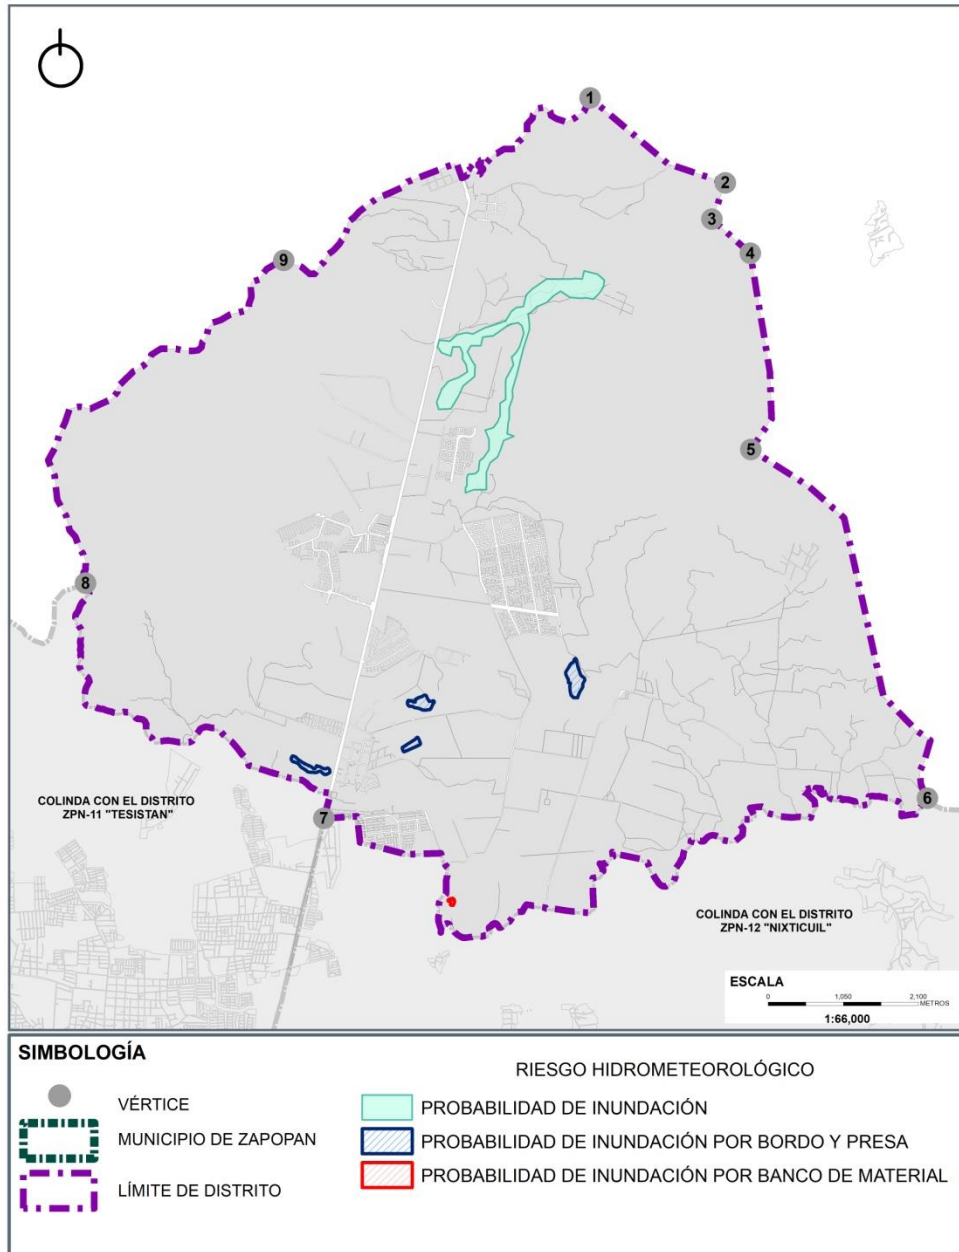 1
2
3
4
9
5
8
6
7
COLINDA CON EL DISTRITO
ZPN-11 "TESISTAN"
COLINDA CON EL DISTRITO
ZPN-12 "NIXTICUIL"
ESCALA
0 1,050 2,100
METROS
1:66,000
SIMBOLOGÍA
VÉRTICE
MUNICIPIO DE ZAPOPAN
LÍMITE DE DISTRITO
RIESGO HIDROMETEOROLÓGICO
PROBABILIDAD DE INUNDACIÓN
PROBABILIDAD DE INUNDACIÓN POR BORDO Y PRESA
PROBABILIDAD DE INUNDACIÓN POR BANCO DE MATERIAL